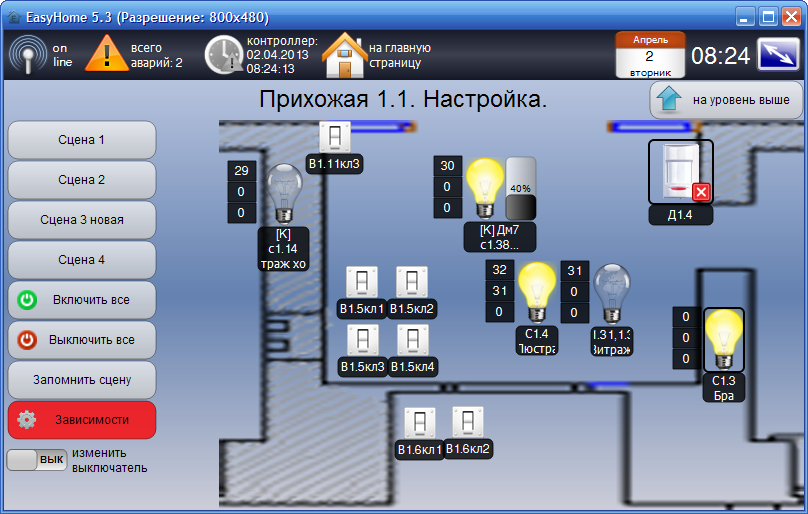 EasyHome 5.3 (Разрешение: 800x480)
on
line
всего
аварий: 2
контроллер:
02.04.2013
08:24:13
на главную
страницу
Апрель
2
вторник
08:24
Прихожая 1.1. Настройка.
на уровень выше
Сцена 1
Сцена 2
Сцена 3 новая
Сцена 4
Включить все
Выключить все
Запомнить сцену
Зависимости
вык
изменить
выключатель
В1.11кл3
29
0
0
[К]
с1.14
траж хо
30
0
0
40%
[К]Дм7
с1.38...
Д1.4
32
31
0
С1.4
Люстра
31
0
0
1.31,1.3
Витраж
0
0
0
С1.3
Бра
В1.5кл1
В1.5кл2
В1.5кл3
В1.5кл4
В1.6кл1
В1.6кл2